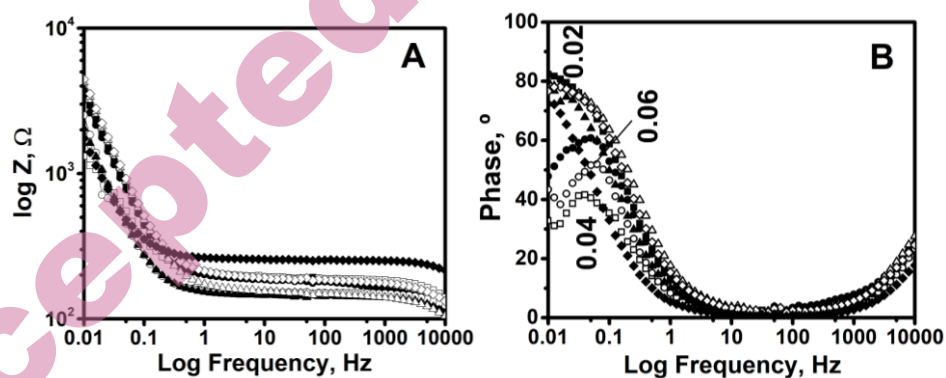 A
log Z, Ω
10⁴
10³
10²
0.01 0.1 1 10 100 1000 10000
Log Frequency, Hz
B
Phase, °
100
80
60
40
20
0
0.02
0.06
0.04
0.01 0.1 1 10 100 1000 10000
Log Frequency, Hz
cepted